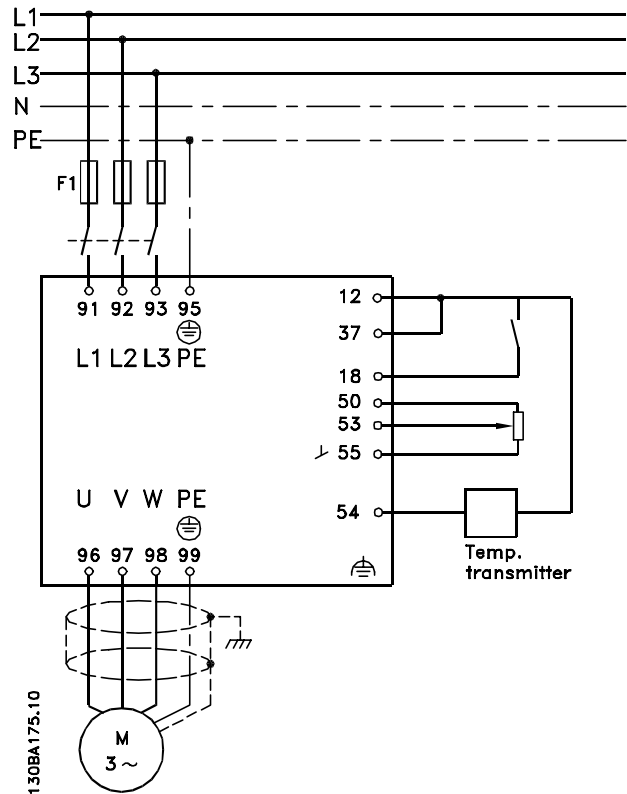 L1
L2
L3
N
PE
F1
91 92 93 95
L1 L2 L3 PE
12
37
18
50
53
55
54
U V W PE
96 97 98 99
Temp.
transmitter
M
3 ~
130BA175.10